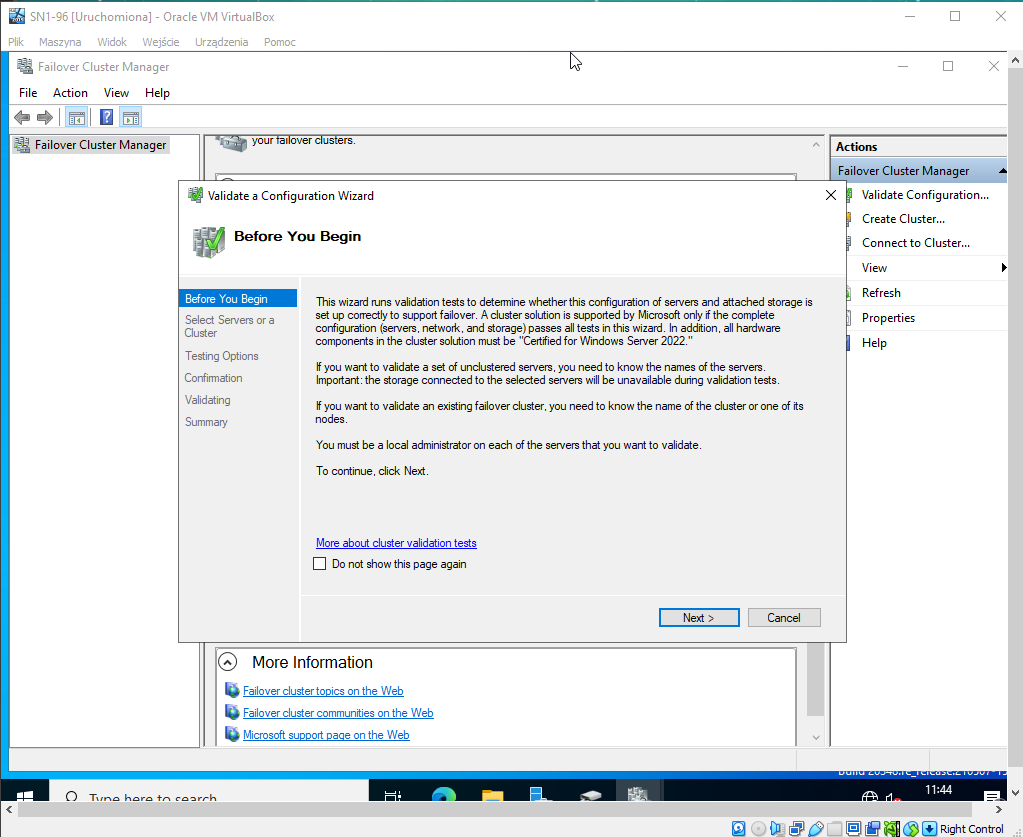 SN1-96 [Uruchomiona] - Oracle VM VirtualBox
Plik Maszyna Widok Wejście Urządzenia Pomoc
Failover Cluster Manager
File Action View Help
Failover Cluster Manager
your failover clusters.
Actions
Failover Cluster Manager
Validate Configuration...
Create Cluster...
Connect to Cluster...
View
Refresh
Properties
Help
Validate a Configuration Wizard
Before You Begin
Before You Begin
Select Servers or a
Cluster
Testing Options
Confirmation
Validating
Summary
This wizard runs validation tests to determine whether this configuration of servers and attached storage is
set up correctly to support failover. A cluster solution is supported by Microsoft only if the complete
configuration (servers, network, and storage) passes all tests in this wizard. In addition, all hardware
components in the cluster solution must be "Certified for Windows Server 2022."
If you want to validate a set of unclustered servers, you need to know the names of the servers.
Important: the storage connected to the selected servers will be unavailable during validation tests.
If you want to validate an existing failover cluster, you need to know the name of the cluster or one of its
nodes.
You must be a local administrator on each of the servers that you want to validate.
To continue, click Next.
More about cluster validation tests
Do not show this page again
Next >
Cancel
More Information
Failover cluster topics on the Web
Failover cluster communities on the Web
Microsoft support page on the Web
Type here to search
11:44
Right Control